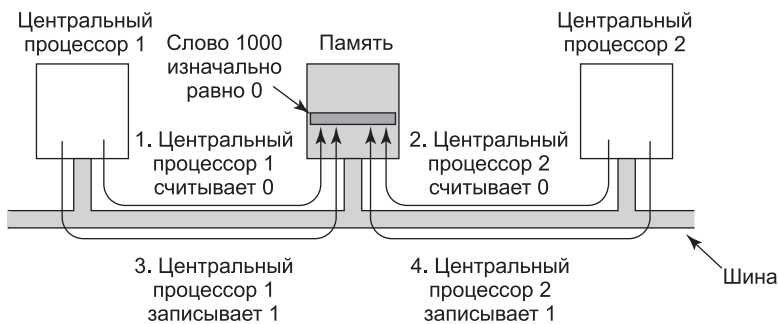 Центральный
процессор 1
Слово 1000
изначально
равно 0
Память
Центральный
процессор 2
1. Центральный
процессор 1
считывает 0
2. Центральный
процессор 2
считывает 0
3. Центральный
процессор 1
записывает 1
4. Центральный
процессор 2
записывает 1
Шина